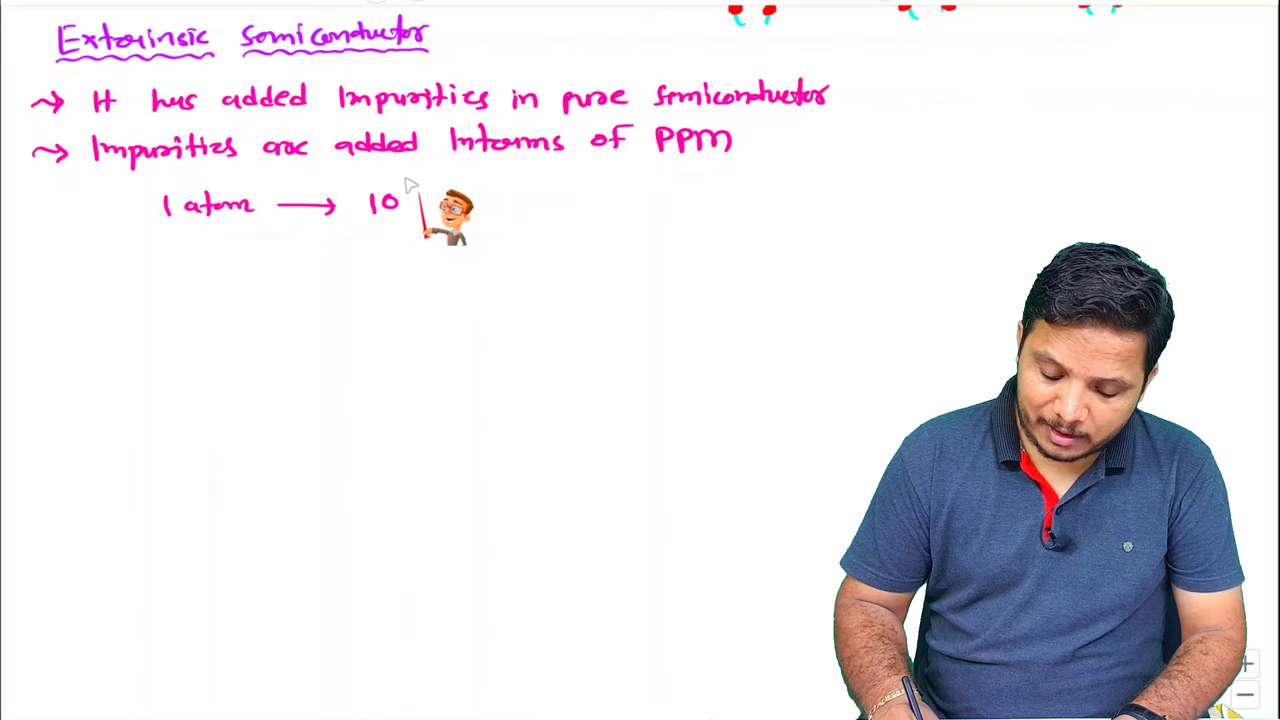 Extrinsic Semiconductor
~> It has added Impurities in pure semiconductor
~> Impurities are added Interms of PPM
1 atom → 10